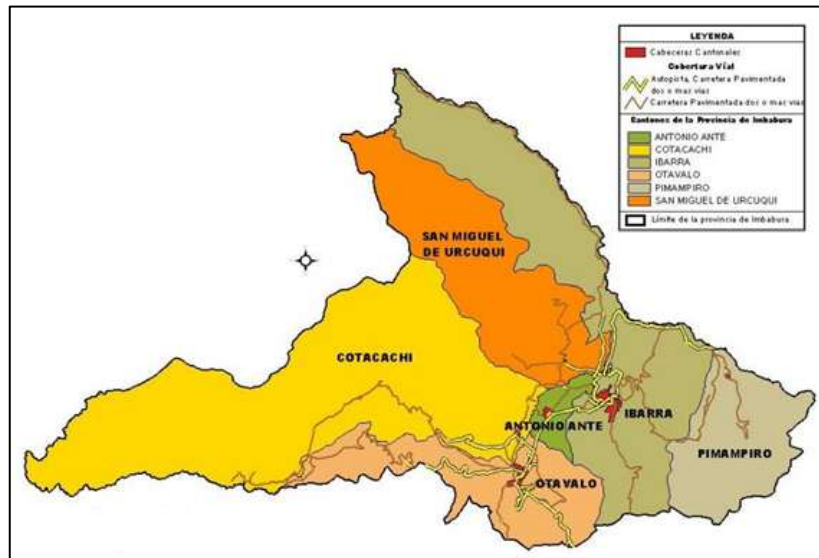 LEYENDA
Cabeceras Cantonales
Cobertura Vial
Autopista, Carretera Pavimentada
dos o mas vias
Carretera Pavimentada dos o mas vias
Cantones de la Provincia de Imbabura
ANTONIO ANTE
COTACACHI
IBARRA
OTAVALO
PIMAMPIRO
SAN MIGUEL DE URCUQUI
Límite de la provincia de Imbabura
SAN MIGUEL
DE URCUQUI
COTACACHI
ANTONIO ANTE
IBARRA
PIMAMPIRO
OTAVALO